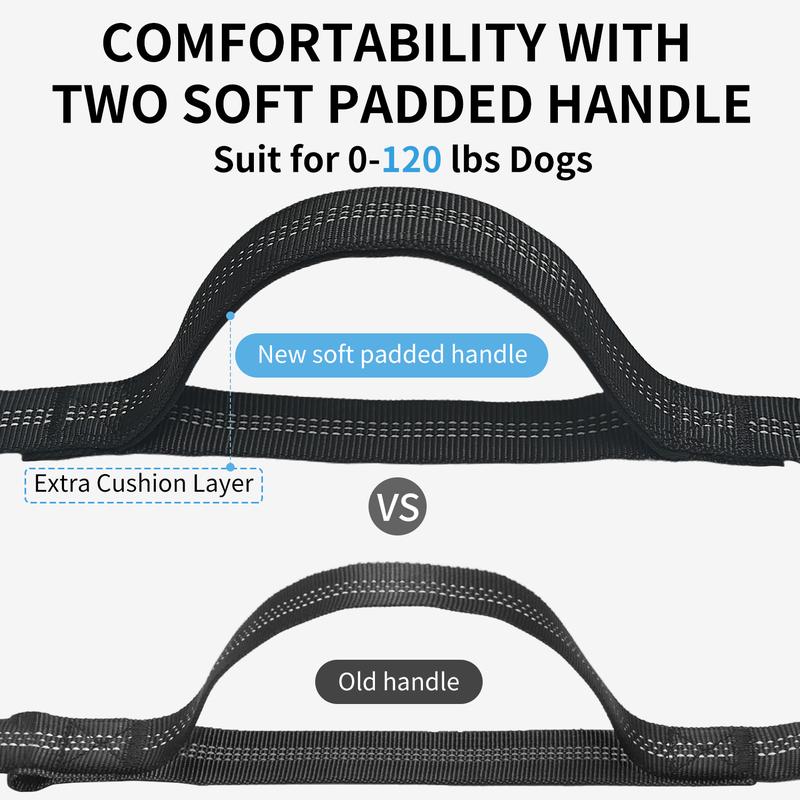 COMFORTABILITY WITH
TWO SOFT PADDED HANDLE
Suit for 0-120 lbs Dogs
New soft padded handle
Extra Cushion Layer
VS
Old handle